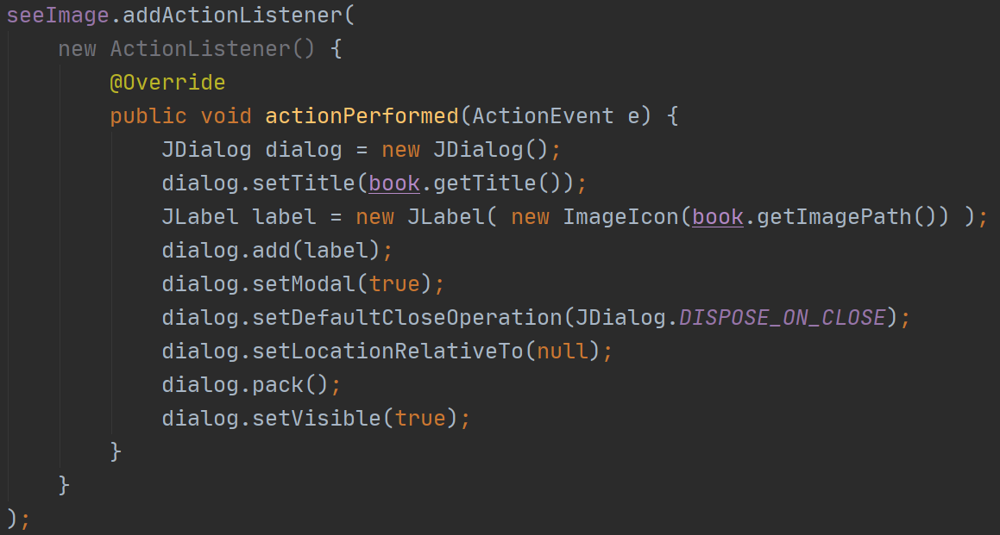 seeImage.addActionListener(
    new ActionListener() {
        @Override
        public void actionPerformed(ActionEvent e) {
            JDialog dialog = new JDialog();
            dialog.setTitle(book.getTitle());
            JLabel label = new JLabel( new ImageIcon(book.getImagePath()) );
            dialog.add(label);
            dialog.setModal(true);
            dialog.setDefaultCloseOperation(JDialog.DISPOSE_ON_CLOSE);
            dialog.setLocationRelativeTo(null);
            dialog.pack();
            dialog.setVisible(true);
        }
    }
);